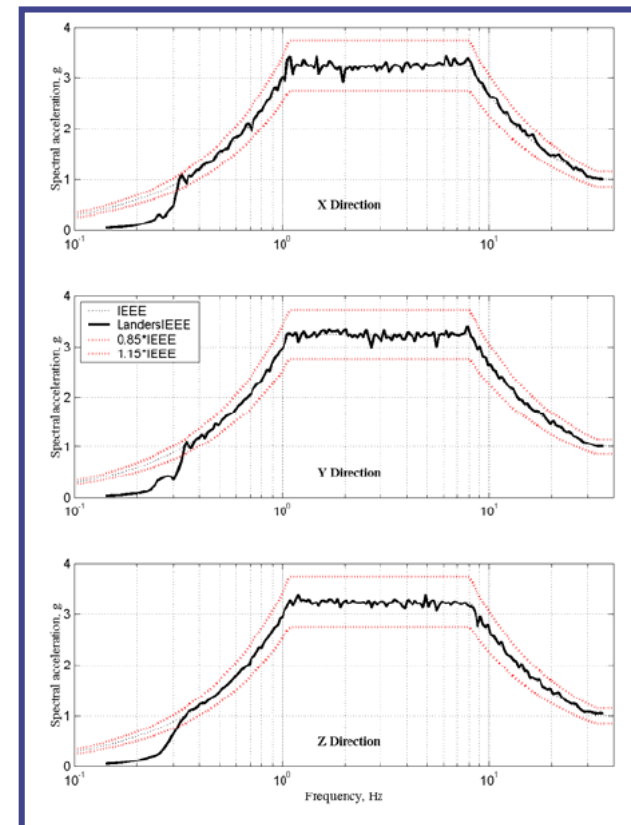 4
3
2
1
0
Spectral acceleration, g
X Direction
10^-1
10^0
10^1
4
3
2
1
0
Spectral acceleration, g
IEEE
LandersIEEE
0.85*IEEE
1.15*IEEE
Y Direction
10^-1
10^0
10^1
4
3
2
1
0
Spectral acceleration, g
Z Direction
10^-1
10^0
10^1
Frequency, Hz